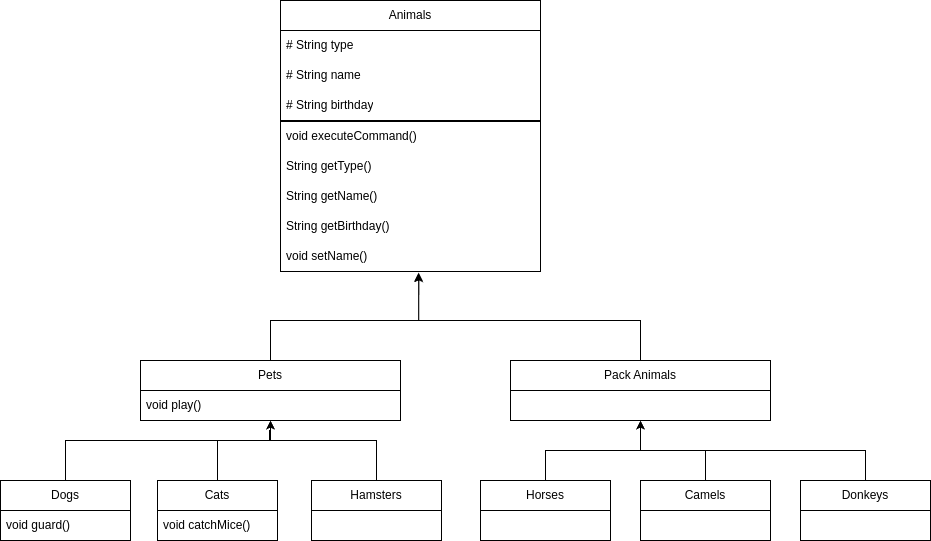 Animals
# String type
# String name
# String birthday
void executeCommand()
String getType()
String getName()
String getBirthday()
void setName()
Pets
void play()
Pack Animals
Dogs
void guard()
Cats
void catchMice()
Hamsters
Horses
Camels
Donkeys